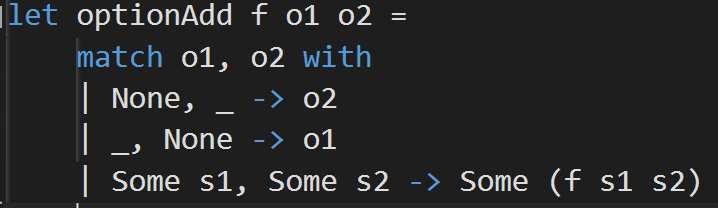 let optionAdd f o1 o2 =
match o1, o2 with
| None, _ -> o2
| _, None -> o1
| Some s1, Some s2 -> Some (f s1 s2)